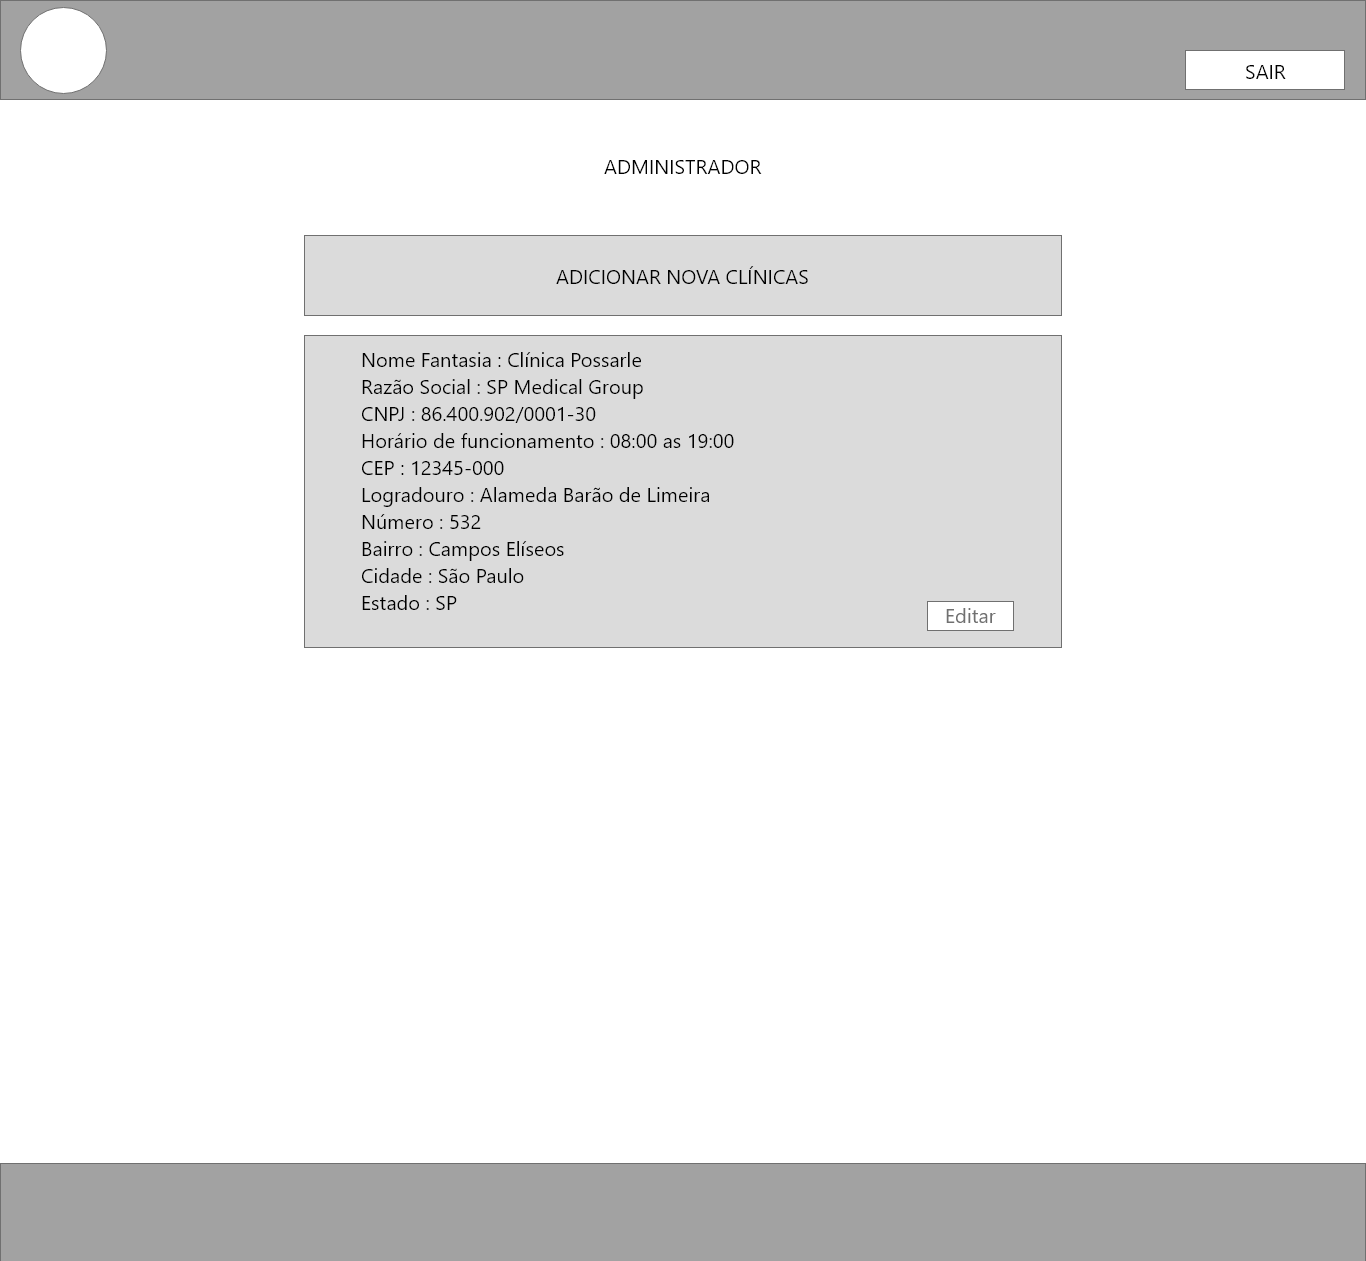 SAIR
ADMINISTRADOR
ADICIONAR NOVA CLÍNICAS
Nome Fantasia : Clínica Possarle
Razão Social : SP Medical Group
CNPJ : 86.400.902/0001-30
Horário de funcionamento : 08:00 as 19:00
CEP : 12345-000
Logradouro : Alameda Barão de Limeira
Número : 532
Bairro : Campos Elíseos
Cidade : São Paulo
Estado : SP
Editar